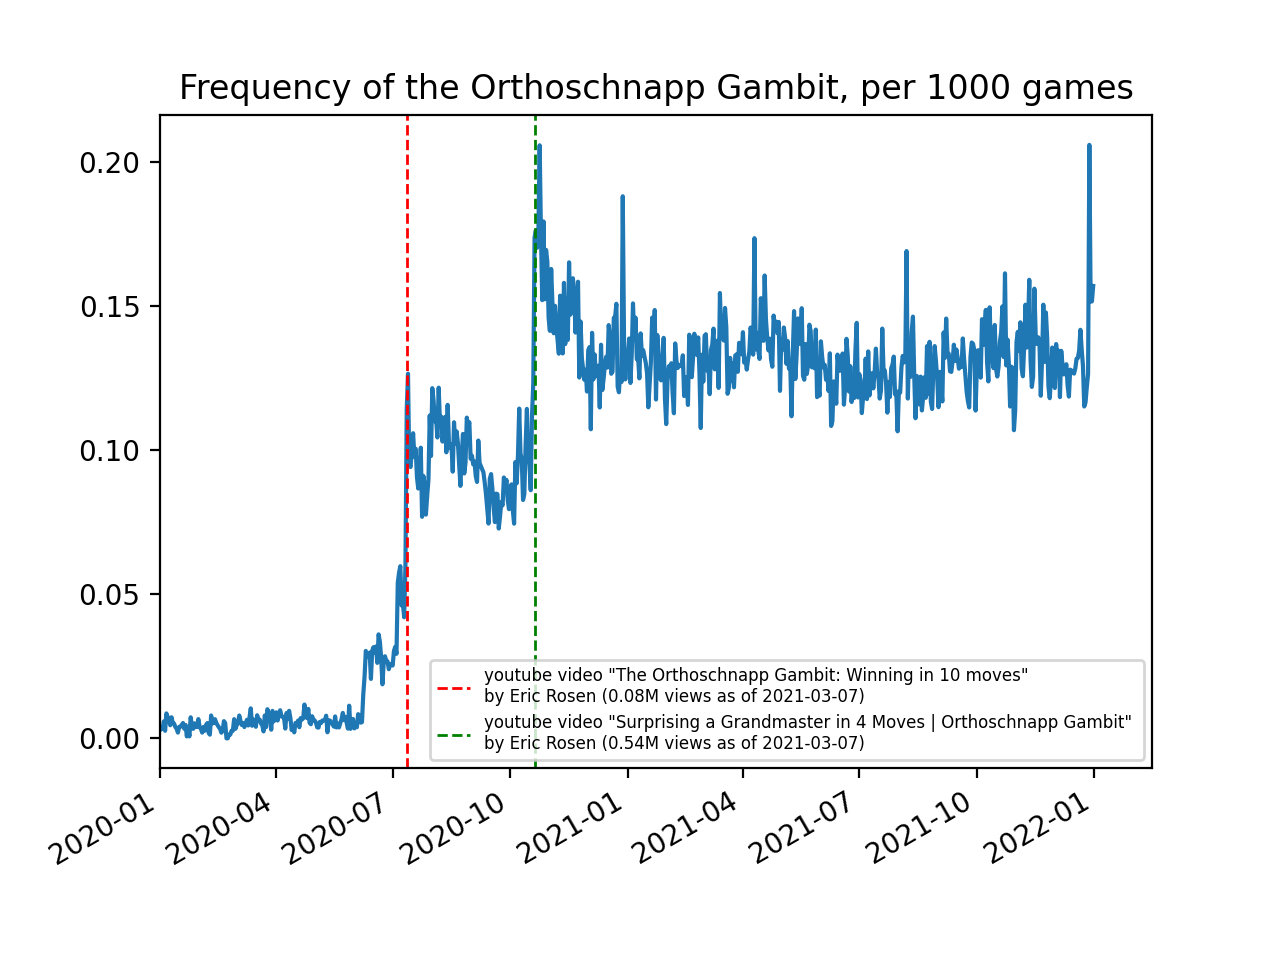 Frequency of the Orthoschnapp Gambit, per 1000 games
0.20
0.15
0.10
0.05
0.00
youtube video "The Orthoschnapp Gambit: Winning in 10 moves"
by Eric Rosen (0.08M views as of 2021-03-07)
youtube video "Surprising a Grandmaster in 4 Moves | Orthoschnapp Gambit"
by Eric Rosen (0.54M views as of 2021-03-07)
2020-01
2020-04
2020-07
2020-10
2021-01
2021-04
2021-07
2021-10
2022-01